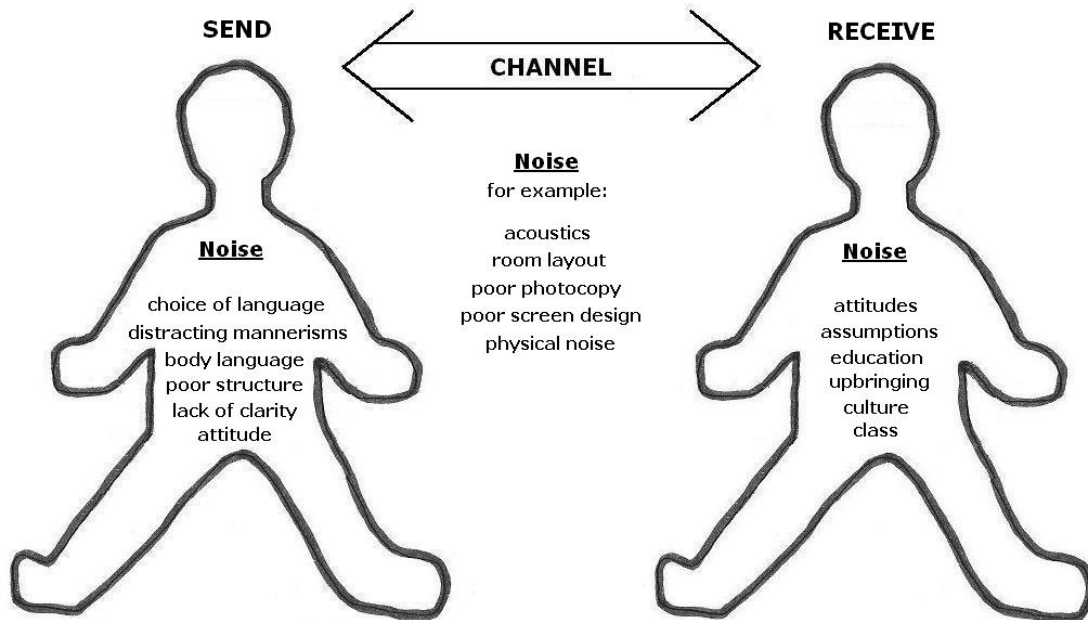 SEND
CHANNEL
RECEIVE
Noise
choice of language
distracting mannerisms
body language
poor structure
lack of clarity
attitude
Noise
for example:
acoustics
room layout
poor photocopy
poor screen design
physical noise
Noise
attitudes
assumptions
education
upbringing
culture
class